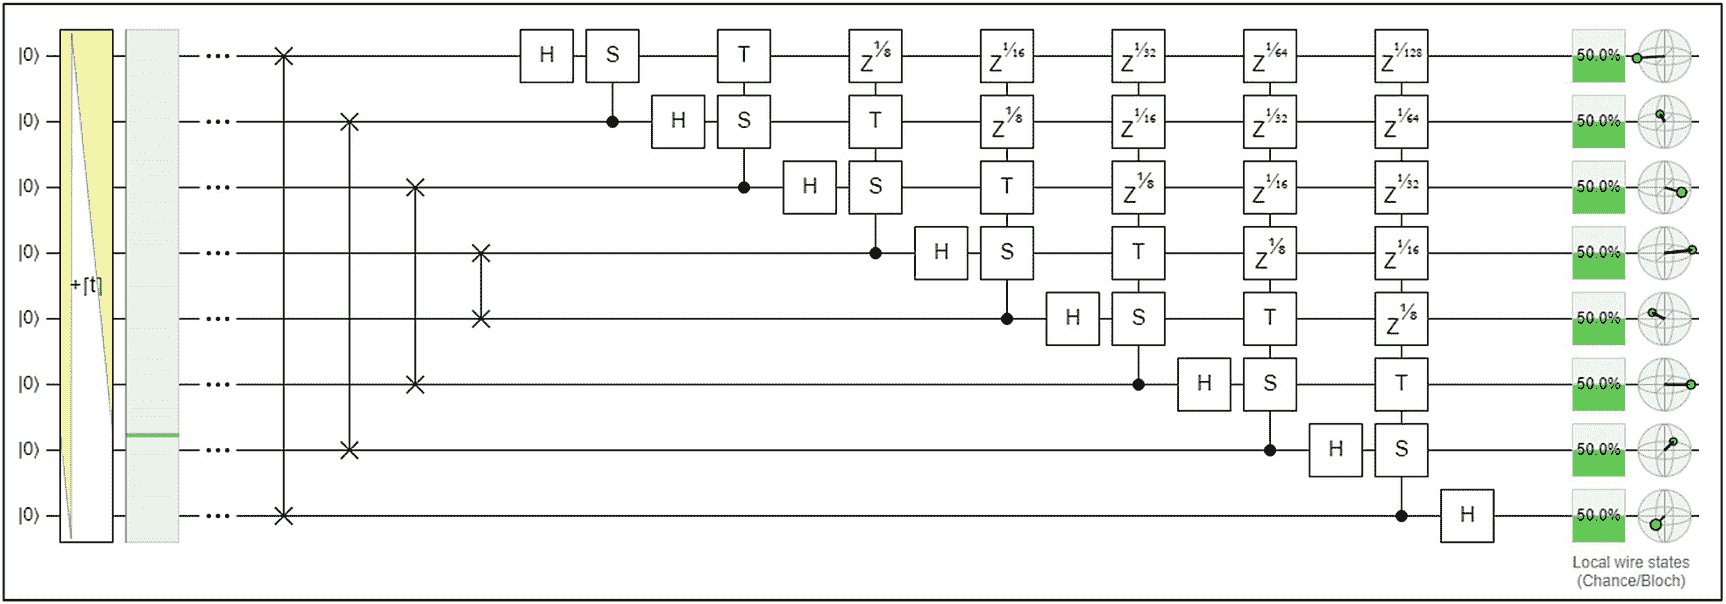 |0⟩ ... H S T Z^1/8 Z^1/16 Z^1/32 Z^1/64 Z^1/128 50.0%
|0⟩ ... H S T Z^1/8 Z^1/16 Z^1/32 Z^1/64 50.0%
|0⟩ ... H S T Z^1/8 Z^1/16 Z^1/32 50.0%
|0⟩ ... H S T Z^1/8 Z^1/16 50.0%
+⌈t⌉
|0⟩ ... H S T Z^1/8 50.0%
|0⟩ ... H S T 50.0%
|0⟩ ... H S 50.0%
|0⟩ ... H 50.0%
Local wire states
(Chance/Bloch)